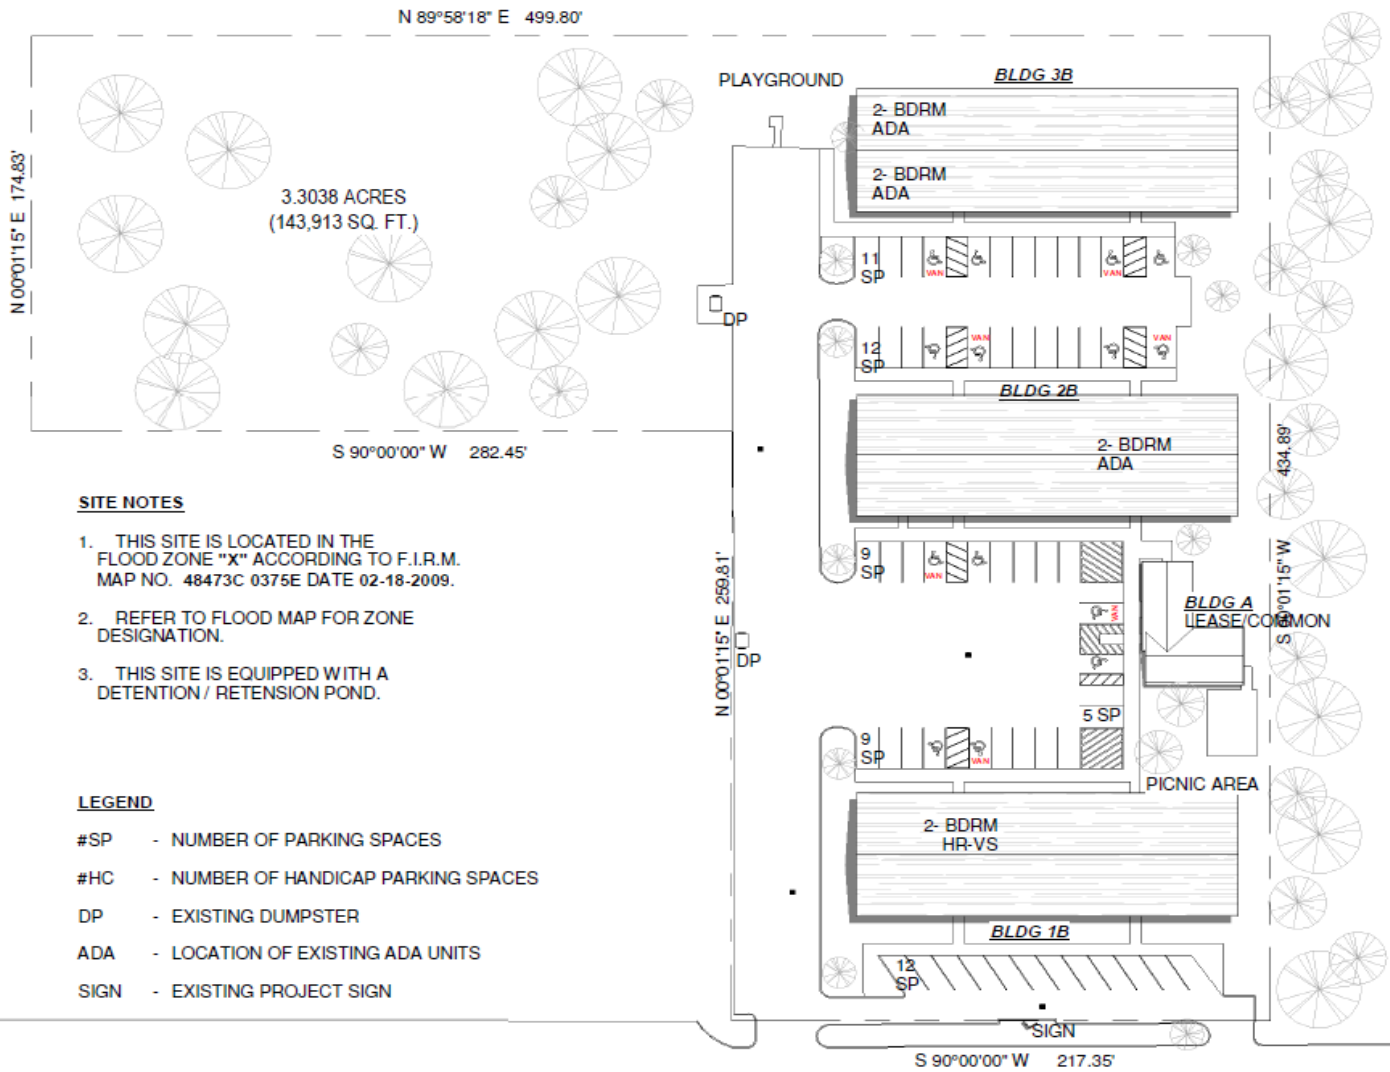 N 89°58'18" E 499.80'
BLDG 3B
PLAYGROUND
2- BDRM
ADA
2- BDRM
ADA
N 00°01'15" E 174.83'
3.3038 ACRES
(143,913 SQ. FT.)
11
SP
VAN
VAN
DP
12
SP
VAN
VAN
BLDG 2B
2- BDRM
ADA
S 90°00'00" W 282.45'
S 00°01'15" W 434.89'
SITE NOTES
1. THIS SITE IS LOCATED IN THE
FLOOD ZONE "X" ACCORDING TO F.I.R.M.
MAP NO. 48473C 0375E DATE 02-18-2009.
2. REFER TO FLOOD MAP FOR ZONE
DESIGNATION.
3. THIS SITE IS EQUIPPED WITH A
DETENTION / RETENSION POND.
N 00°01'15" E 259.81'
9
SP
VAN
VAN
BLDG A
LEASE/COMMON
DP
5 SP
9
SP
VAN
PICNIC AREA
2- BDRM
HR-VS
BLDG 1B
12
SP
SIGN
S 90°00'00" W 217.35'
LEGEND
#SP - NUMBER OF PARKING SPACES
#HC - NUMBER OF HANDICAP PARKING SPACES
DP - EXISTING DUMPSTER
ADA - LOCATION OF EXISTING ADA UNITS
SIGN - EXISTING PROJECT SIGN